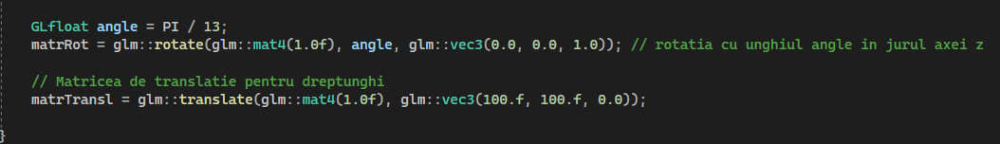 GLfloat angle = PI / 13;
matrRot = glm::rotate(glm::mat4(1.0f), angle, glm::vec3(0.0, 0.0, 1.0)); // rotatia cu unghiul angle in jurul axei z
// Matricea de translatie pentru dreptunghi
matrTransl = glm::translate(glm::mat4(1.0f), glm::vec3(100.f, 100.f, 0.0));
}